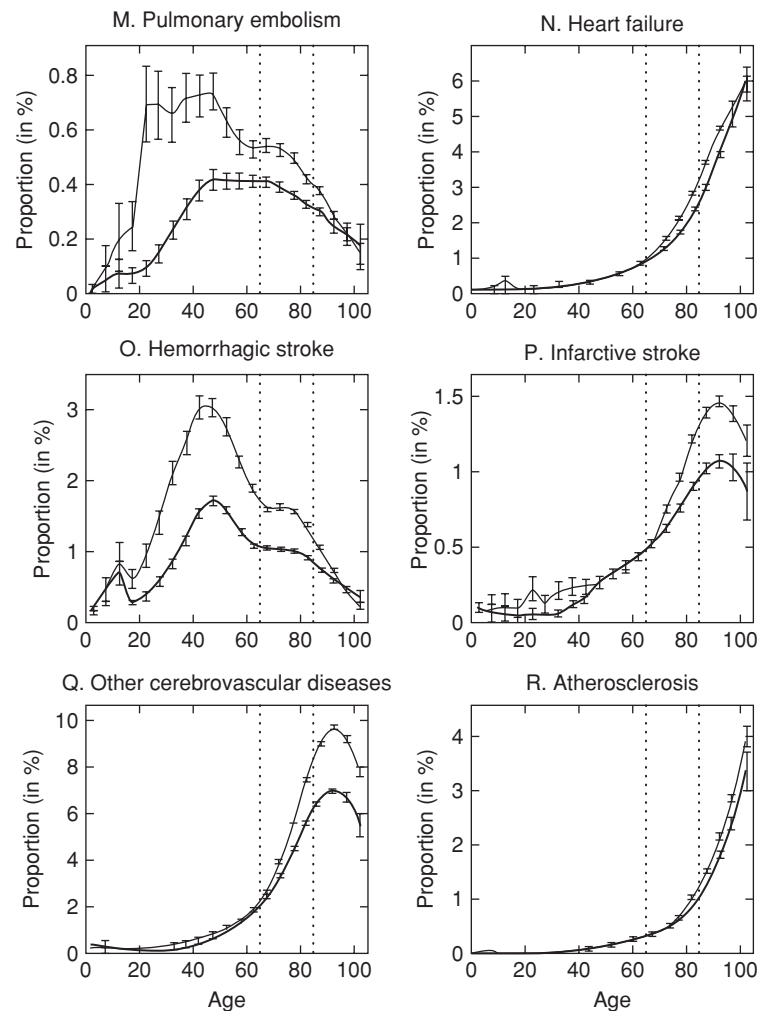 M. Pulmonary embolism
Proportion (in %)
0.8
0.6
0.4
0.2
0
0 20 40 60 80 100
N. Heart failure
Proportion (in %)
6
5
4
3
2
1
0
0 20 40 60 80 100
O. Hemorrhagic stroke
Proportion (in %)
3
2
1
0
0 20 40 60 80 100
P. Infarctive stroke
Proportion (in %)
1.5
1
0.5
0
0 20 40 60 80 100
Q. Other cerebrovascular diseases
Proportion (in %)
10
8
6
4
2
0
0 20 40 60 80 100
Age
R. Atherosclerosis
Proportion (in %)
4
3
2
1
0
0 20 40 60 80 100
Age